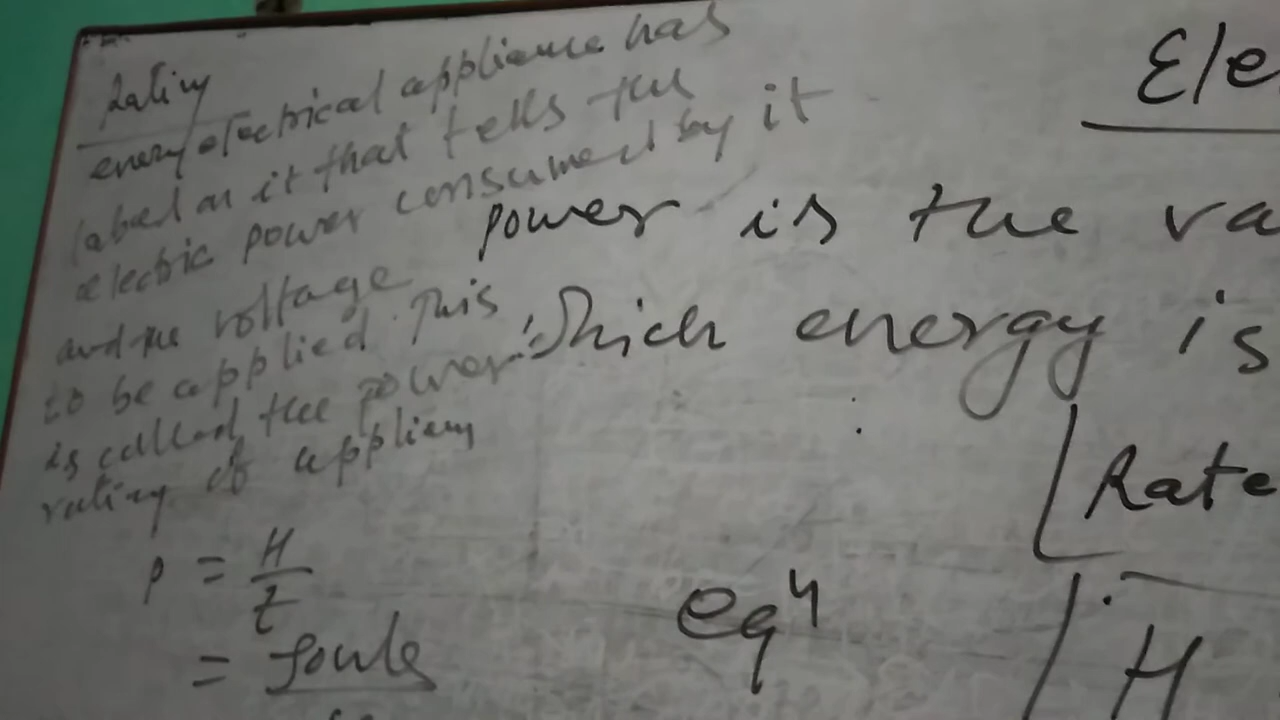 Rating
every electrical appliance has
label on it that tells the
electric power consumed by it
and the voltage
to be applied. This
is called the power
rating of appliany
P = H
t
= Joule
Ele
power is the ra
which energy is
Rate
eqn
H